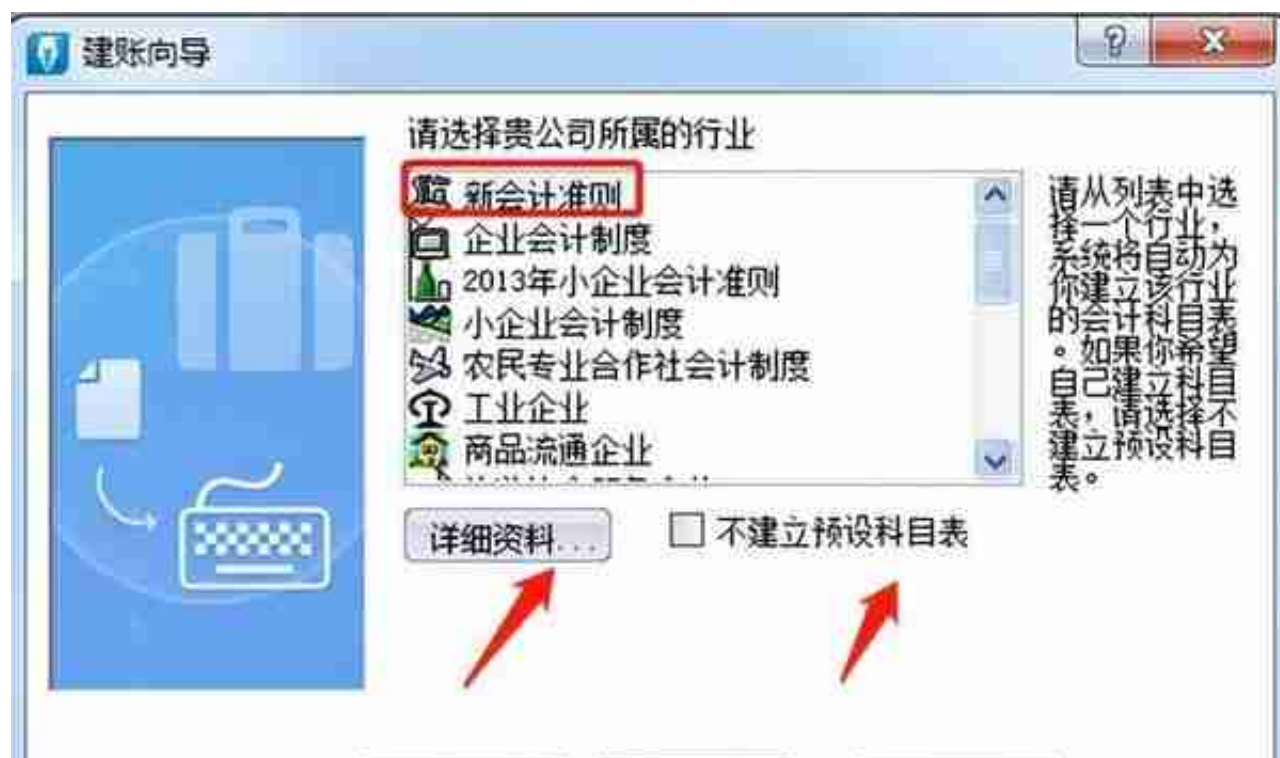 建账向导
请选择贵公司所属的行业
新会计准则
企业会计制度
2013年小企业会计准则
小企业会计制度
农民专业合作社会计制度
工业企业
商品流通企业
请从列表中选
择一个行业，
系统将自动为
你建立该行业
的会计科目表
。如果你希望
自己建立科目
表，请选择不
建立预设科目
表。
详细资料...
不建立预设科目表